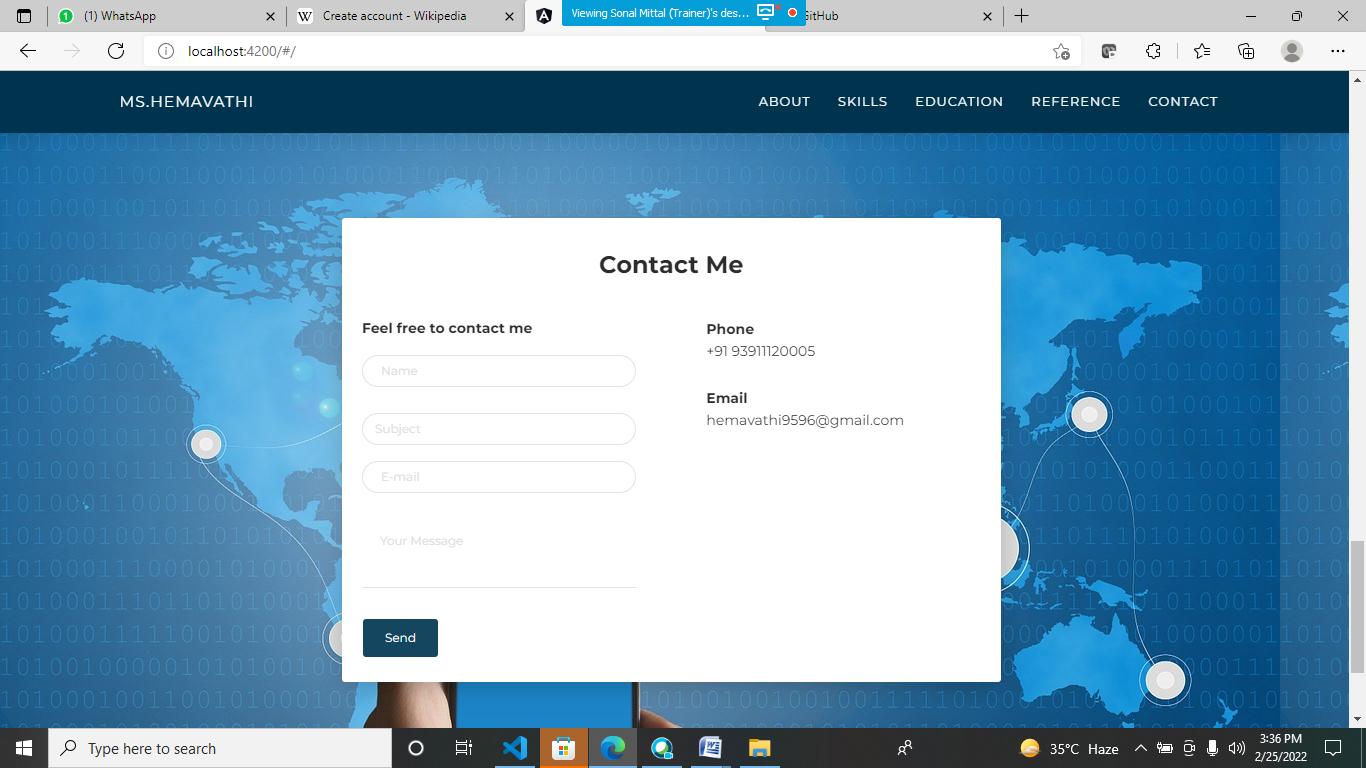 (1) WhatsApp
Create account - Wikipedia
Viewing Sonal Mittal (Trainer)'s des...
GitHub
localhost:4200/#/
MS.HEMAVATHI
ABOUT SKILLS EDUCATION REFERENCE CONTACT
Contact Me
Feel free to contact me
Name
Subject
E-mail
Your Message
Send
Phone
+91 93911120005
Email
hemavathi9596@gmail.com
Type here to search
35°C Haze
3:36 PM
2/25/2022